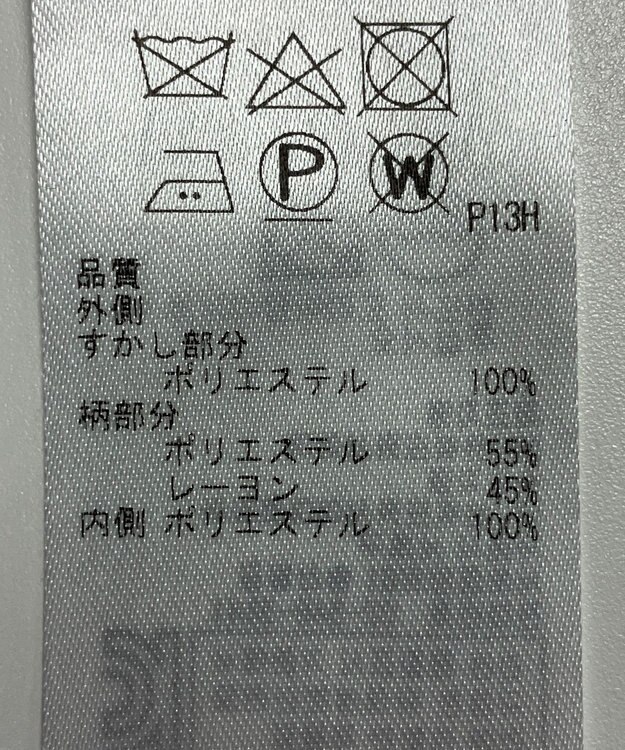 P W P13H
品質
外側
すかし部分
ポリエステル 100%
柄部分
ポリエステル 55%
レーヨン 45%
内側 ポリエステル 100%